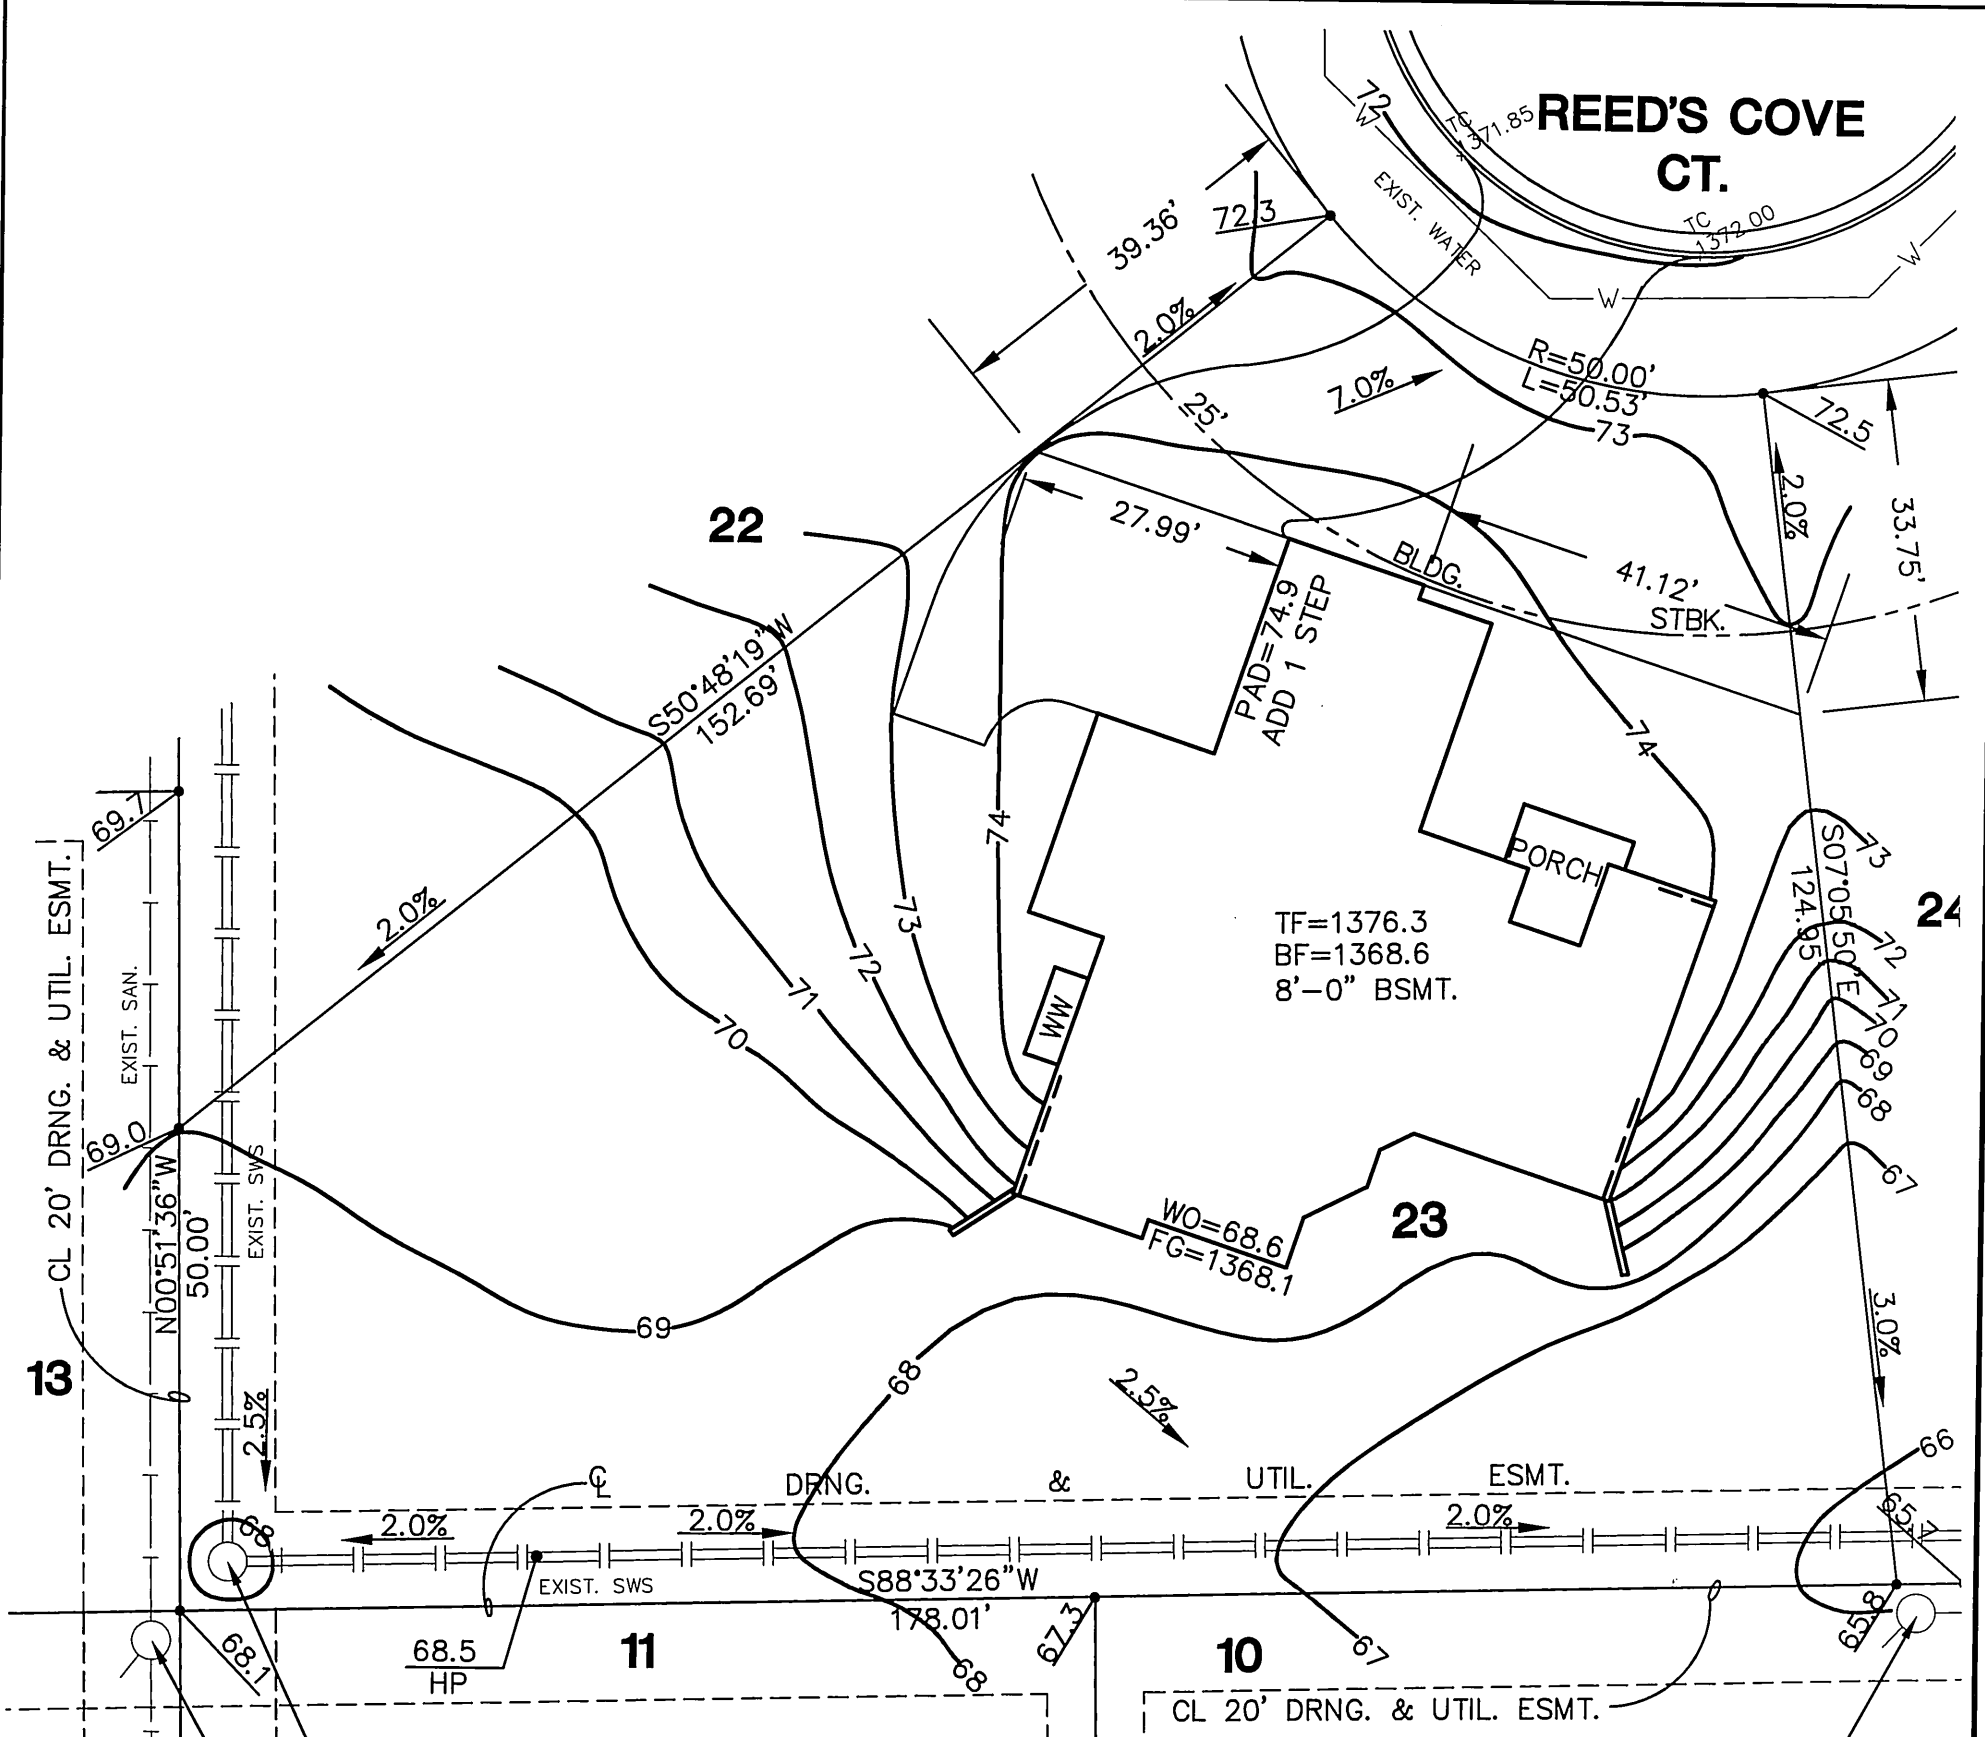 REED'S COVE
CT.
72
W
TC
1371.85
TC
1372.00
EXIST. WATER
W
W
39.36'
72.3
2.0%
R=50.00'
L=50.53'
7.0%
25'
73
72.5
2.0%
33.75'
22
27.99'
BLDG.
41.12'
STBK.
PAD=74.9
ADD 1 STEP
S50°48'19"W
152.69'
74
74
69.7
PORCH
S07°05'50"E
124.95'
73
24
2.0%
73
72
72
TF=1376.3
BF=1368.6
8'-0" BSMT.
71
71
70
70
WW
69
68
67
EXIST. SAN.
CL 20' DRNG. & UTIL. ESMT.
69.0
N00°51'36"W
50.00'
EXIST. SWS
WO=68.6
FG=1368.1
23
69
3.0%
13
68
2.5%
2.5%
66
℄ DRNG. & UTIL. ESMT.
68
2.0%
2.0%
2.0%
65.7
EXIST. SWS
S88°33'26"W
178.01'
68.1
68.5
HP
11
68
67.3
10
67
65.8
CL 20' DRNG. & UTIL. ESMT.